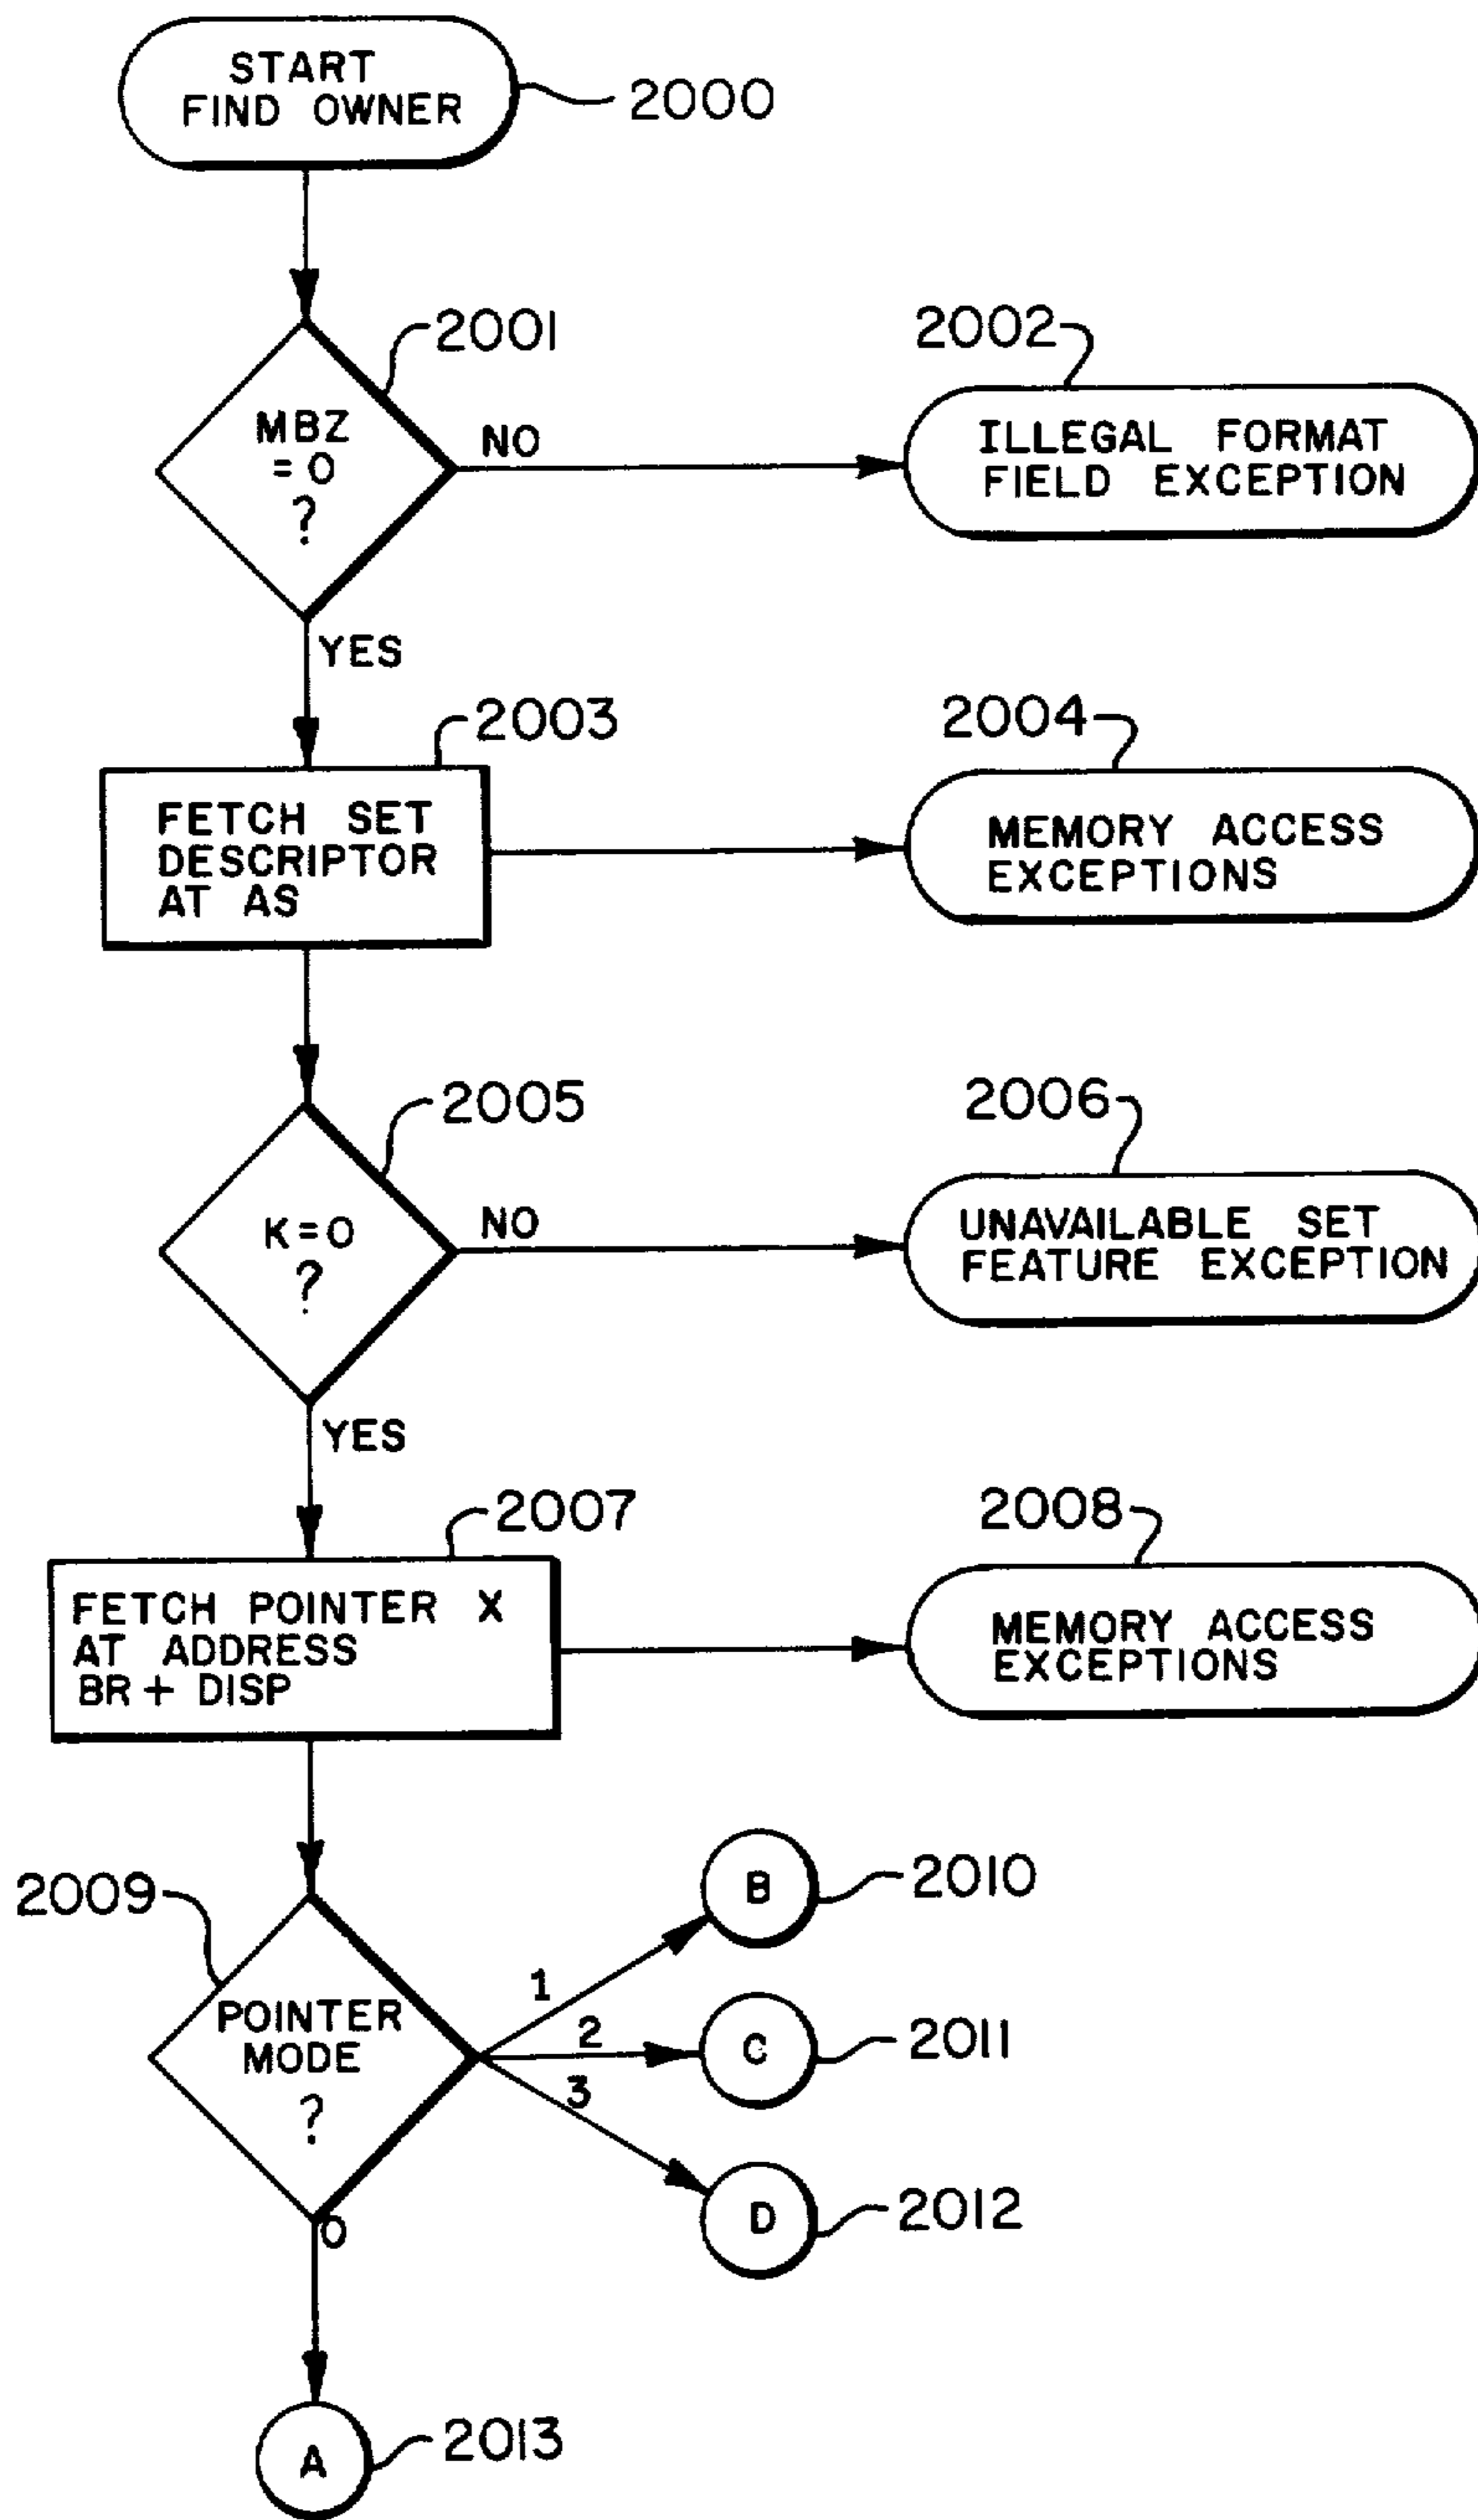 START
FIND OWNER
2000
2001
MBZ
= 0
?
NO
2002
ILLEGAL FORMAT
FIELD EXCEPTION
YES
2003
FETCH SET
DESCRIPTOR
AT AS
2004
MEMORY ACCESS
EXCEPTIONS
2005
K=0
?
NO
2006
UNAVAILABLE SET
FEATURE EXCEPTION
YES
2007
FETCH POINTER X
AT ADDRESS
BR + DISP
2008
MEMORY ACCESS
EXCEPTIONS
2009
POINTER
MODE
?
1
B
2010
2
C
2011
3
D
2012
0
A
2013